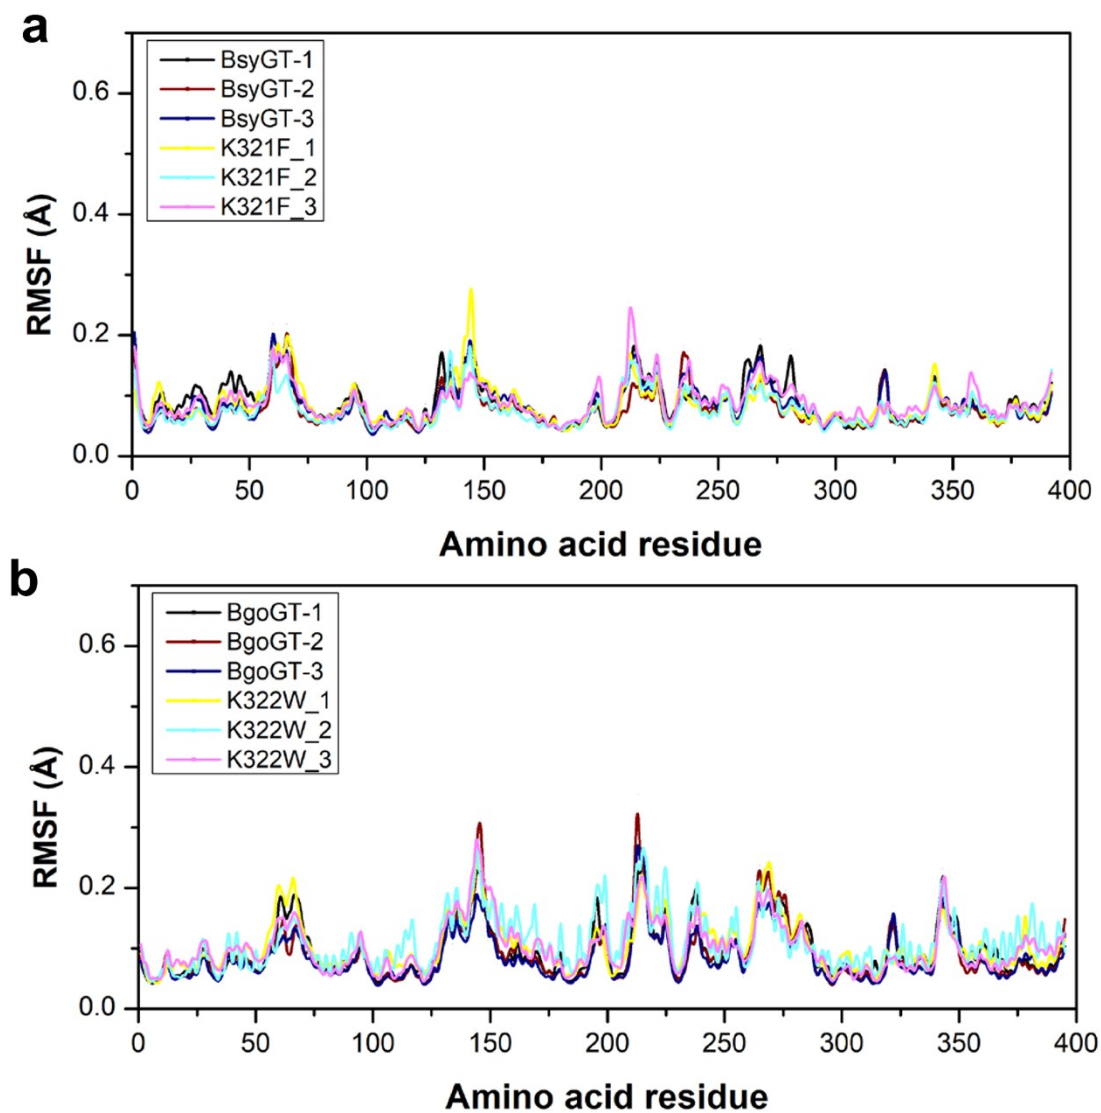 a
BsyGT-1
BsyGT-2
BsyGT-3
K321F_1
K321F_2
K321F_3
RMSF (Å)
0.6
0.4
0.2
0.0
0 50 100 150 200 250 300 350 400
Amino acid residue
b
BgoGT-1
BgoGT-2
BgoGT-3
K322W_1
K322W_2
K322W_3
RMSF (Å)
0.6
0.4
0.2
0.0
0 50 100 150 200 250 300 350 400
Amino acid residue